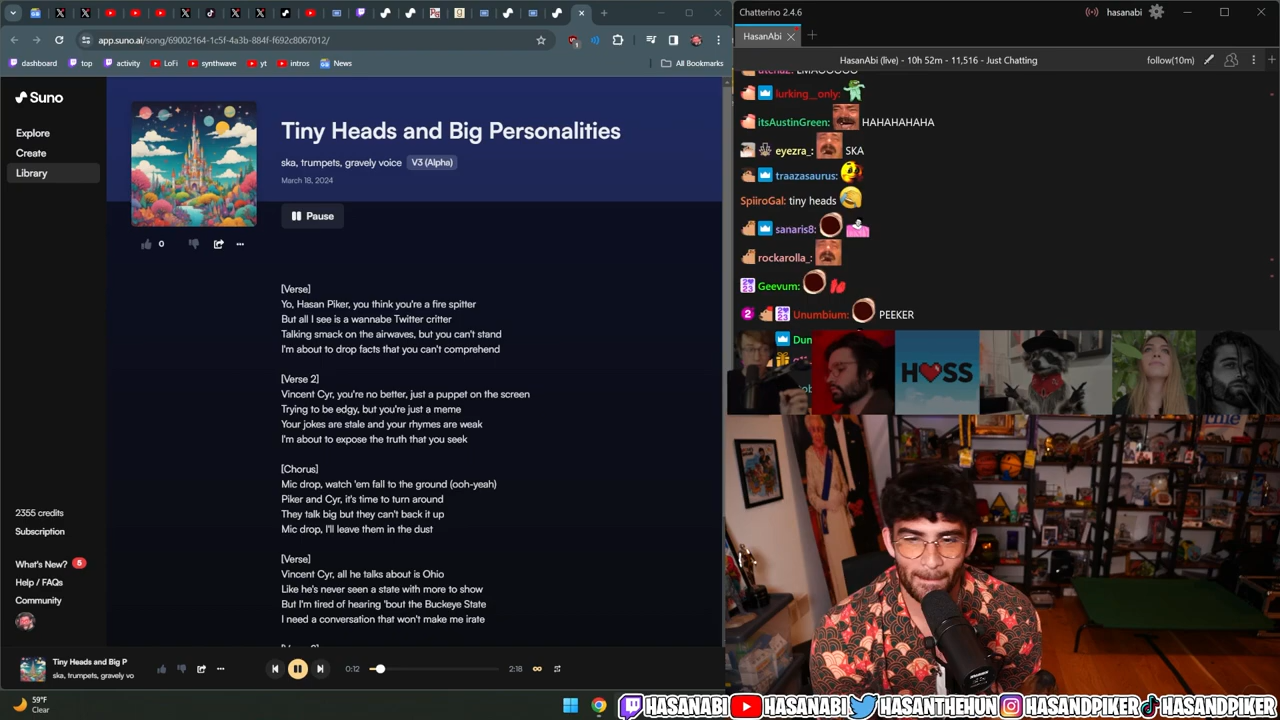 app.suno.ai/song/69002164-1c5f-4a3b-884f-f692c8067012/
dashboard
top
activity
LoFi
synthwave
yt
intros
News
All Bookmarks
Suno
Explore
Create
Library
Tiny Heads and Big Personalities
ska, trumpets, gravely voice
V3 (Alpha)
March 18, 2024
Pause
0
[Verse]
Yo, Hasan Piker, you think you're a fire spitter
But all I see is a wannabe Twitter critter
Talking smack on the airwaves, but you can't stand
I'm about to drop facts that you can't comprehend
[Verse 2]
Vincent Cyr, you're no better, just a puppet on the screen
Trying to be edgy, but you're just a meme
Your jokes are stale and your rhymes are weak
I'm about to expose the truth that you seek
[Chorus]
Mic drop, watch 'em fall to the ground (ooh-yeah)
Piker and Cyr, it's time to turn around
They talk big but they can't back it up
Mic drop, I'll leave them in the dust
[Verse]
Vincent Cyr, all he talks about is Ohio
Like he's never seen a state with more to show
But I'm tired of hearing 'bout the Buckeye State
I need a conversation that won't make me irate
2355 credits
Subscription
What's New?
5
Help / FAQs
Community
Tiny Heads and Big P
ska, trumpets, gravely vo
0:12
2:18
59°F
Clear
Chatterino 2.4.6
hasanabi
HasanAbi
HasanAbi (live) - 10h 52m - 11,516 - Just Chatting
follow(10m)
lurking__only:
itsAustinGreen: HAHAHAHAHA
eyezra_: SKA
traazasaurus:
SpiiroGal: tiny heads
sanaris8:
rockarolla_:
Geevum:
Unumbium: PEEKER
Dun
H SS
HASANABI
HASANABI
HASANTHEHUN
HASANDPIKER
HASANDPIKER